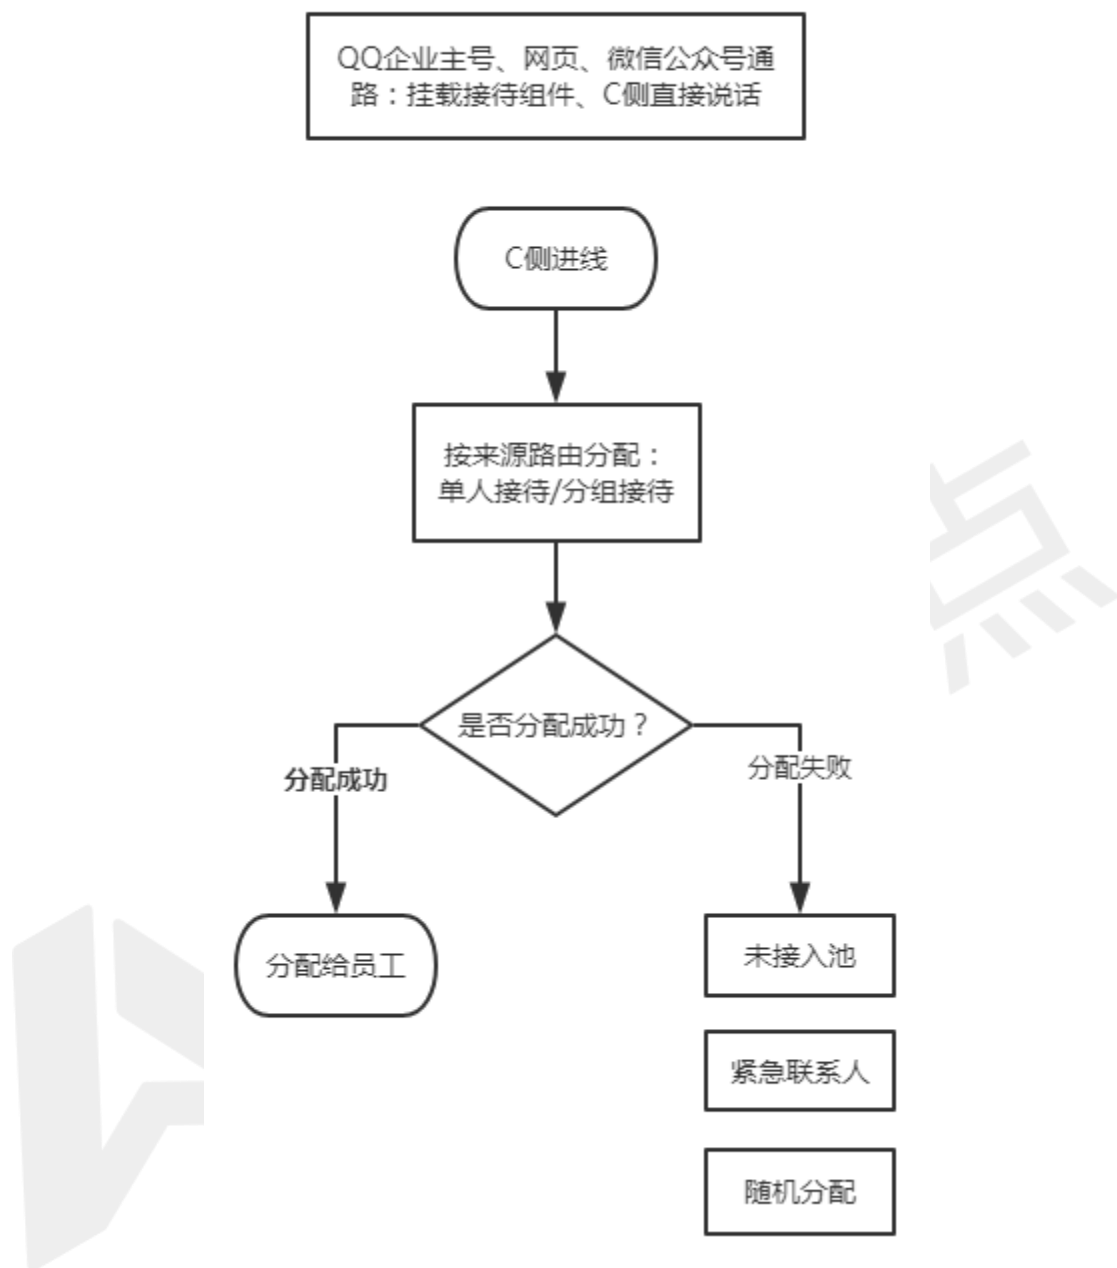 QQ企业主号、网页、微信公众号通
路：挂载接待组件、C侧直接说话
C侧进线
按来源路由分配：
单人接待/分组接待
是否分配成功？
分配成功
分配失败
分配给员工
未接入池
紧急联系人
随机分配
点